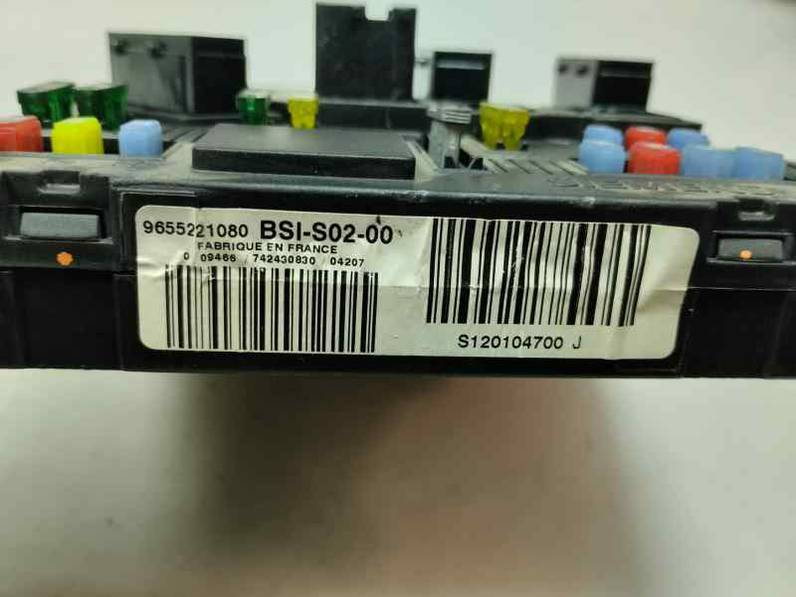 9655221080 BSI-S02-00
FABRIQUE EN FRANCE
0 09466 742430830 04207
S120104700 J